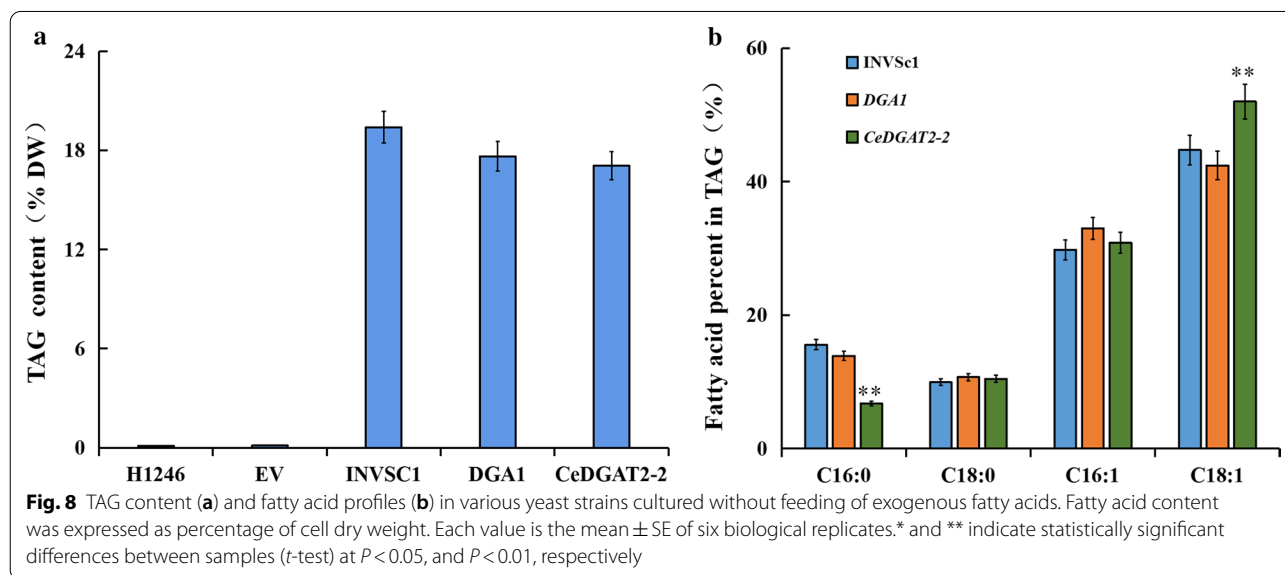 a
24
18
12
6
0
TAG content（% DW）
H1246 EV INVSC1 DGA1 CeDGAT2-2
b
60
40
20
0
Fatty acid percent in TAG（%）
INVSc1
DGA1
CeDGAT2-2
**
**
C16:0 C18:0 C16:1 C18:1
Fig. 8 TAG content (a) and fatty acid profiles (b) in various yeast strains cultured without feeding of exogenous fatty acids. Fatty acid content
was expressed as percentage of cell dry weight. Each value is the mean ± SE of six biological replicates.* and ** indicate statistically significant
differences between samples (t-test) at P < 0.05, and P < 0.01, respectively